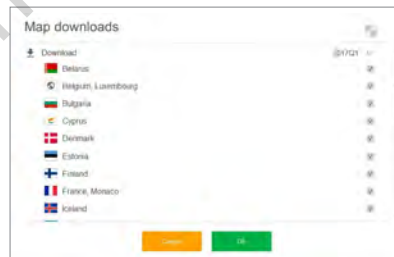 Map downloads
Download
Belarus
Belgium, Luxembourg
Bulgaria
Cyprus
Denmark
Estonia
Finland
France, Monaco
Iceland
Cancel
OK